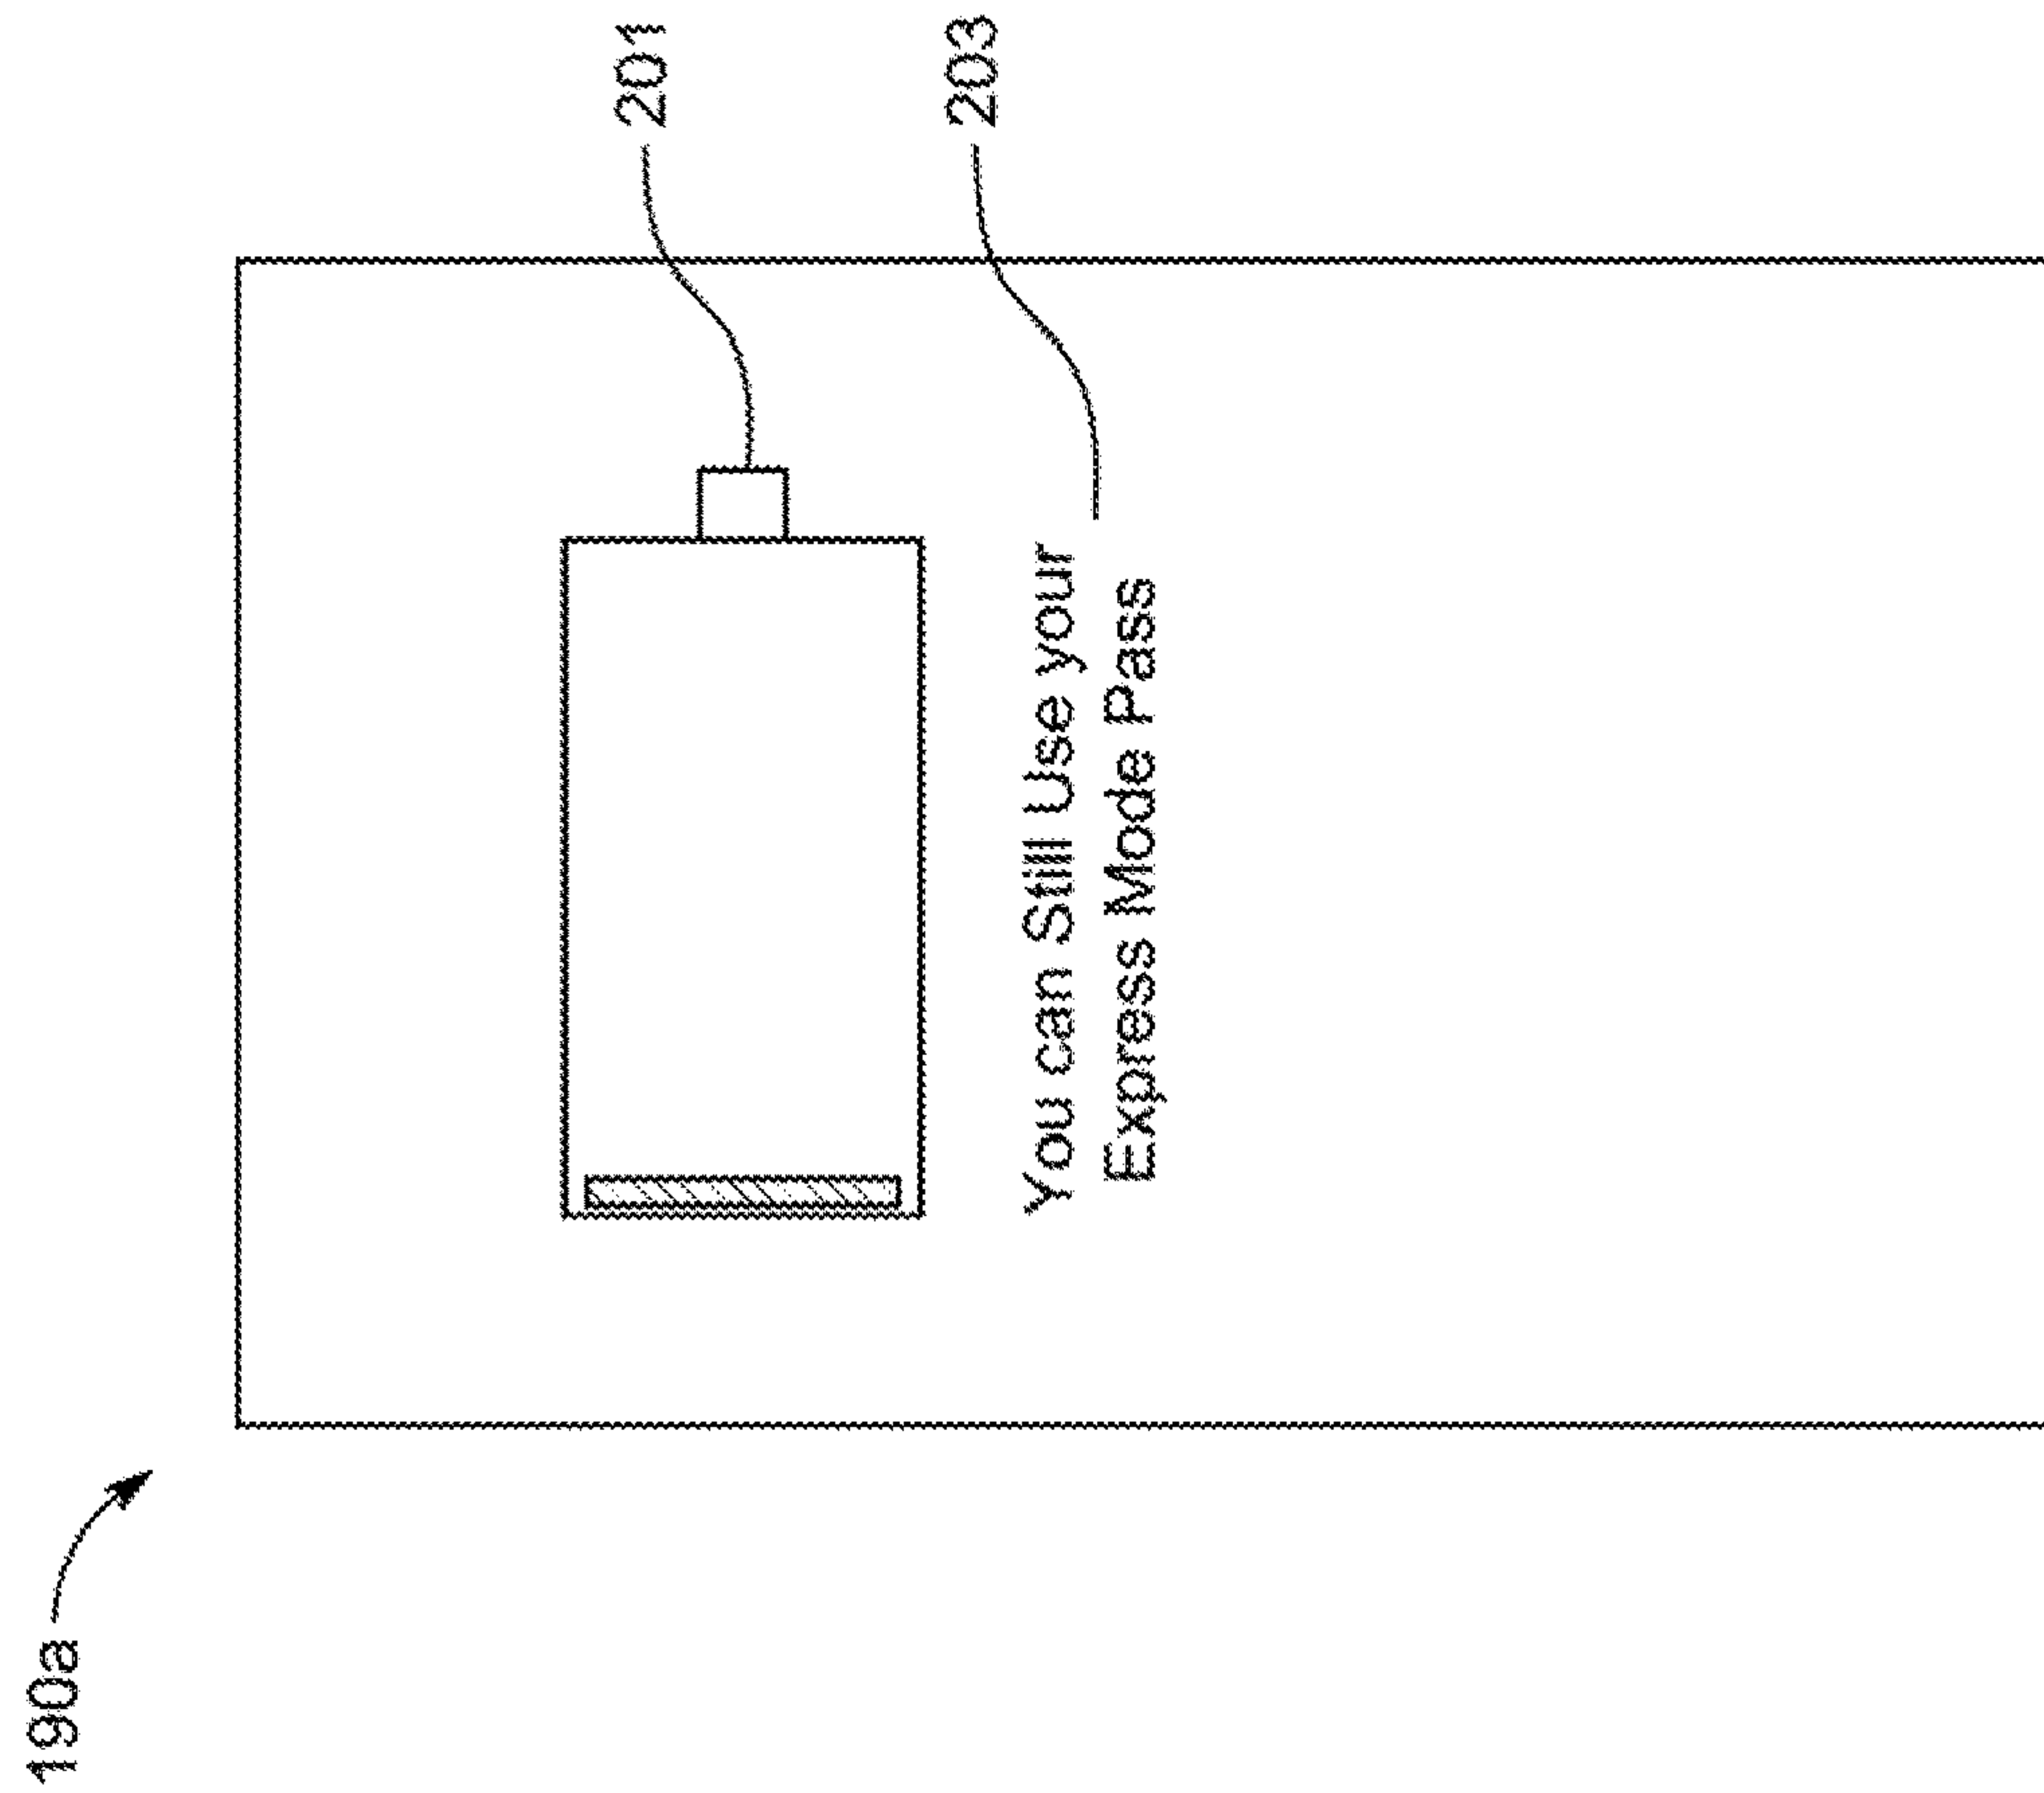 190a
201
203
You can Still Use your
Express Mode Pass